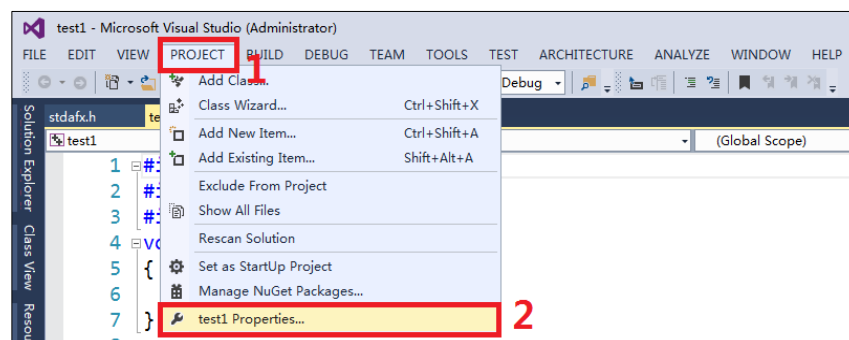 test1 - Microsoft Visual Studio (Administrator)
FILE EDIT VIEW PROJECT BUILD DEBUG TEAM TOOLS TEST ARCHITECTURE ANALYZE WINDOW HELP
1
Add Class...
Debug
Class Wizard... Ctrl+Shift+X
Add New Item... Ctrl+Shift+A
Add Existing Item... Shift+Alt+A
Exclude From Project
Show All Files
Rescan Solution
Set as StartUp Project
Manage NuGet Packages...
test1 Properties...
2
Solution Explorer
Class View
Resou
stdafx.h te
test1 (Global Scope)
1 #i
2 #i
3 #i
4 vo
5 {
6
7 }